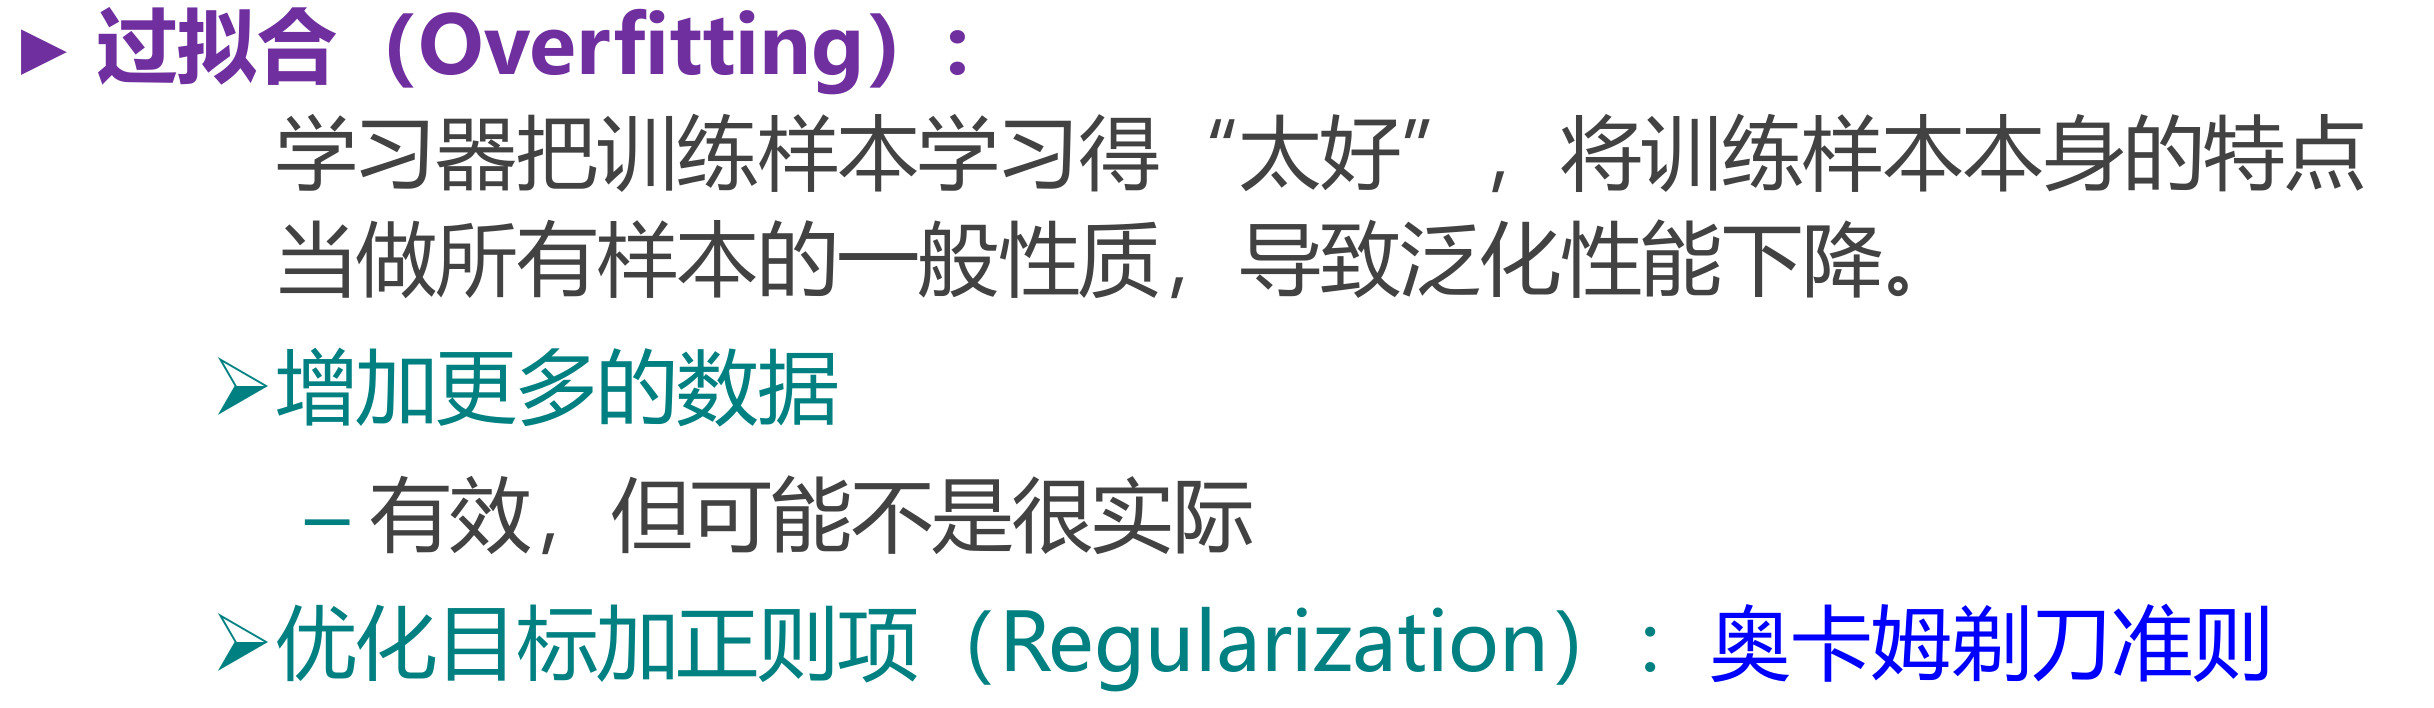 ► 过拟合（Overfitting）：
学习器把训练样本学习得“太好”，将训练样本本身的特点
当做所有样本的一般性质，导致泛化性能下降。
➢增加更多的数据
– 有效，但可能不是很实际
➢优化目标加正则项（Regularization）：奥卡姆剃刀准则